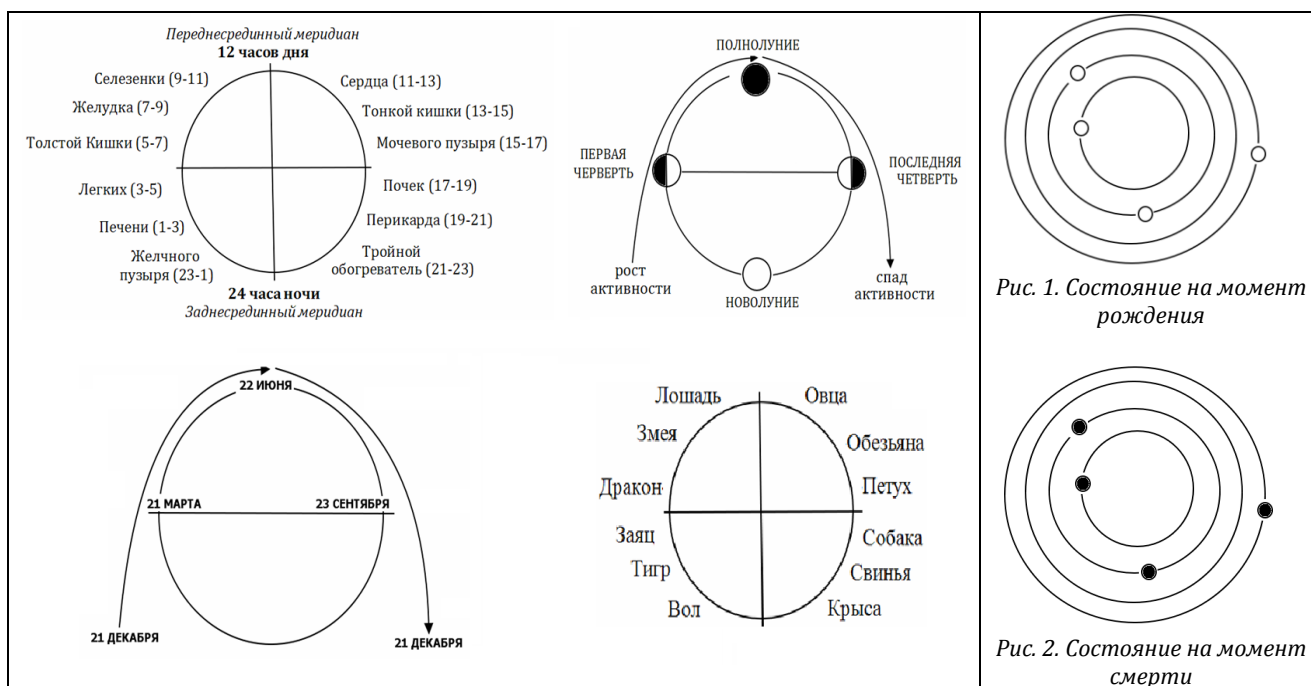 Переднесрединный меридиан
12 часов дня
Селезенки (9-11)
Сердца (11-13)
Желудка (7-9)
Тонкой кишки (13-15)
Толстой Кишки (5-7)
Мочевого пузыря (15-17)
Легких (3-5)
Почек (17-19)
Печени (1-3)
Перикарда (19-21)
Желчного
пузыря (23-1)
Тройной
обогреватель (21-23)
24 часа ночи
Заднесрединный меридиан
ПОЛНОЛУНИЕ
ПЕРВАЯ
ЧЕРВЕРТЬ
ПОСЛЕДНЯЯ
ЧЕТВЕРТЬ
рост
активности
НОВОЛУНИЕ
спад
активности
Рис. 1. Состояние на момент
рождения
22 ИЮНЯ
21 МАРТА
23 СЕНТЯБРЯ
21 ДЕКАБРЯ
21 ДЕКАБРЯ
Лошадь
Овца
Змея
Обезьяна
Дракон
Петух
Заяц
Собака
Тигр
Свинья
Вол
Крыса
Рис. 2. Состояние на момент
смерти